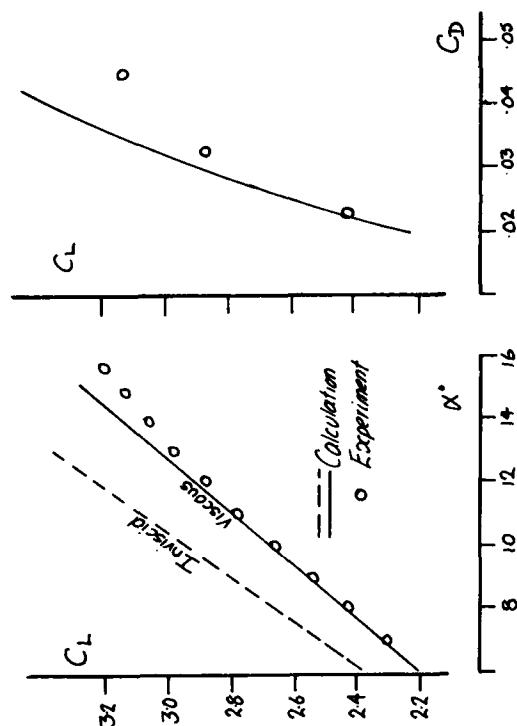 C_L
3.2
3.0
2.8
2.6
2.4
2.2
Inviscid
Viscous
Calculation
Experiment
8 10 12 14 16
α°
C_L
.02 .03 .04 .05
C_D